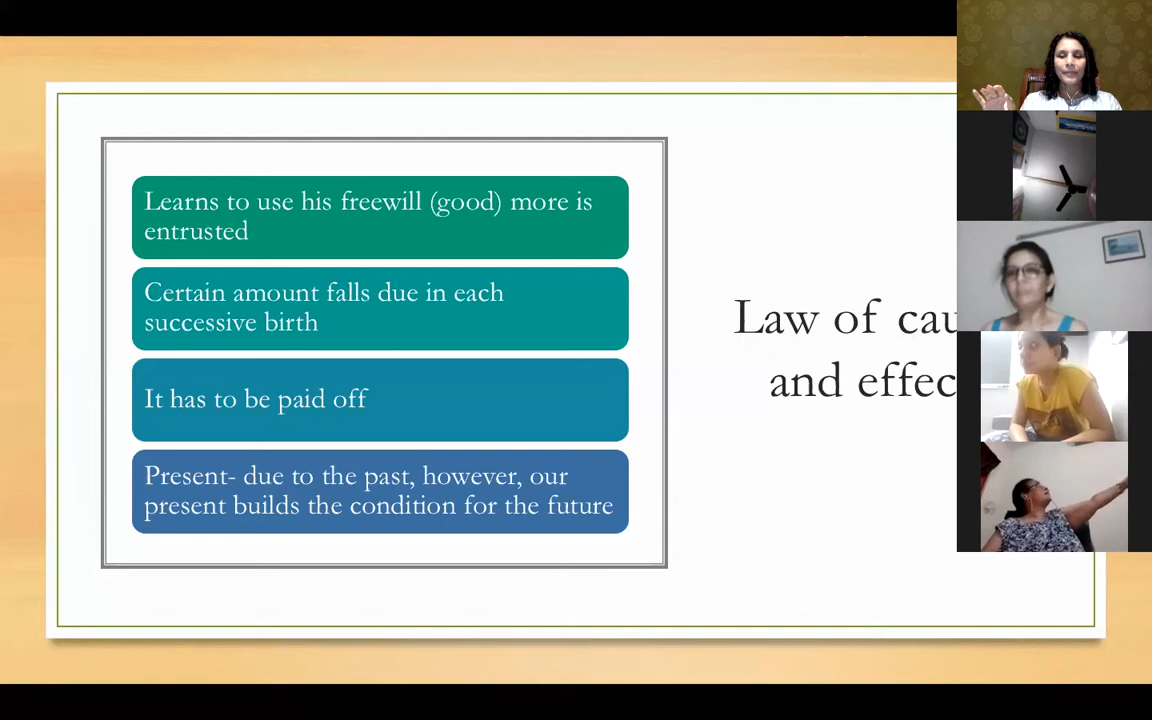 Learns to use his freewill (good) more is
entrusted
Certain amount falls due in each
successive birth
It has to be paid off
Present- due to the past, however, our
present builds the condition for the future
Law of cau
and effec